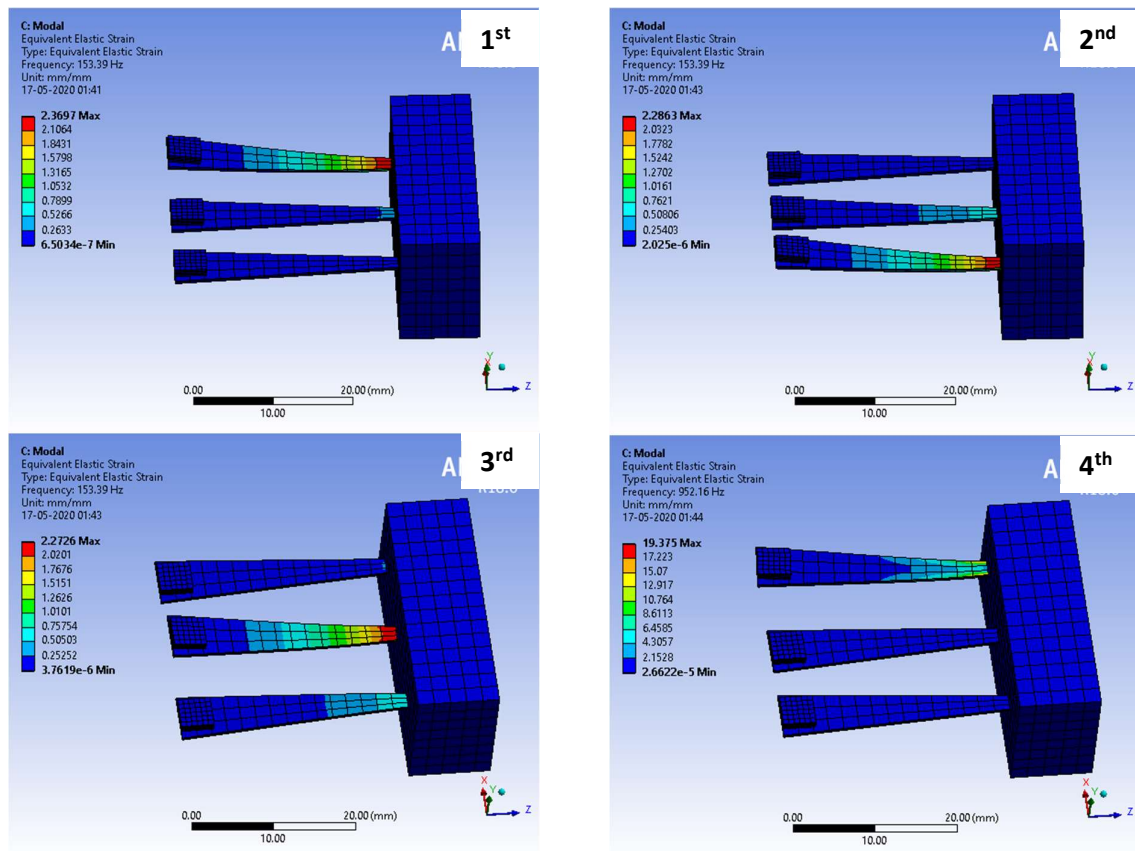 C: Modal
Equivalent Elastic Strain
Type: Equivalent Elastic Strain
Frequency: 153.39 Hz
Unit: mm/mm
17-05-2020 01:41
1st
2.3697 Max
2.1064
1.8431
1.5798
1.3165
1.0532
0.7899
0.5266
0.2633
6.5034e-7 Min
Y
X
Z
0.00
20.00 (mm)
10.00
C: Modal
Equivalent Elastic Strain
Type: Equivalent Elastic Strain
Frequency: 153.39 Hz
Unit: mm/mm
17-05-2020 01:43
2nd
2.2863 Max
2.0323
1.7782
1.5242
1.2702
1.0161
0.7621
0.50806
0.25403
2.025e-6 Min
Y
X
Z
0.00
20.00 (mm)
10.00
C: Modal
Equivalent Elastic Strain
Type: Equivalent Elastic Strain
Frequency: 153.39 Hz
Unit: mm/mm
17-05-2020 01:43
3rd
2.2726 Max
2.0201
1.7676
1.5151
1.2626
1.0101
0.75754
0.50503
0.25252
3.7619e-6 Min
X
Y
Z
0.00
20.00 (mm)
10.00
C: Modal
Equivalent Elastic Strain
Type: Equivalent Elastic Strain
Frequency: 952.16 Hz
Unit: mm/mm
17-05-2020 01:44
4th
19.375 Max
17.223
15.07
12.917
10.764
8.6113
6.4585
4.3057
2.1528
2.6622e-5 Min
X
Y
Z
0.00
20.00 (mm)
10.00